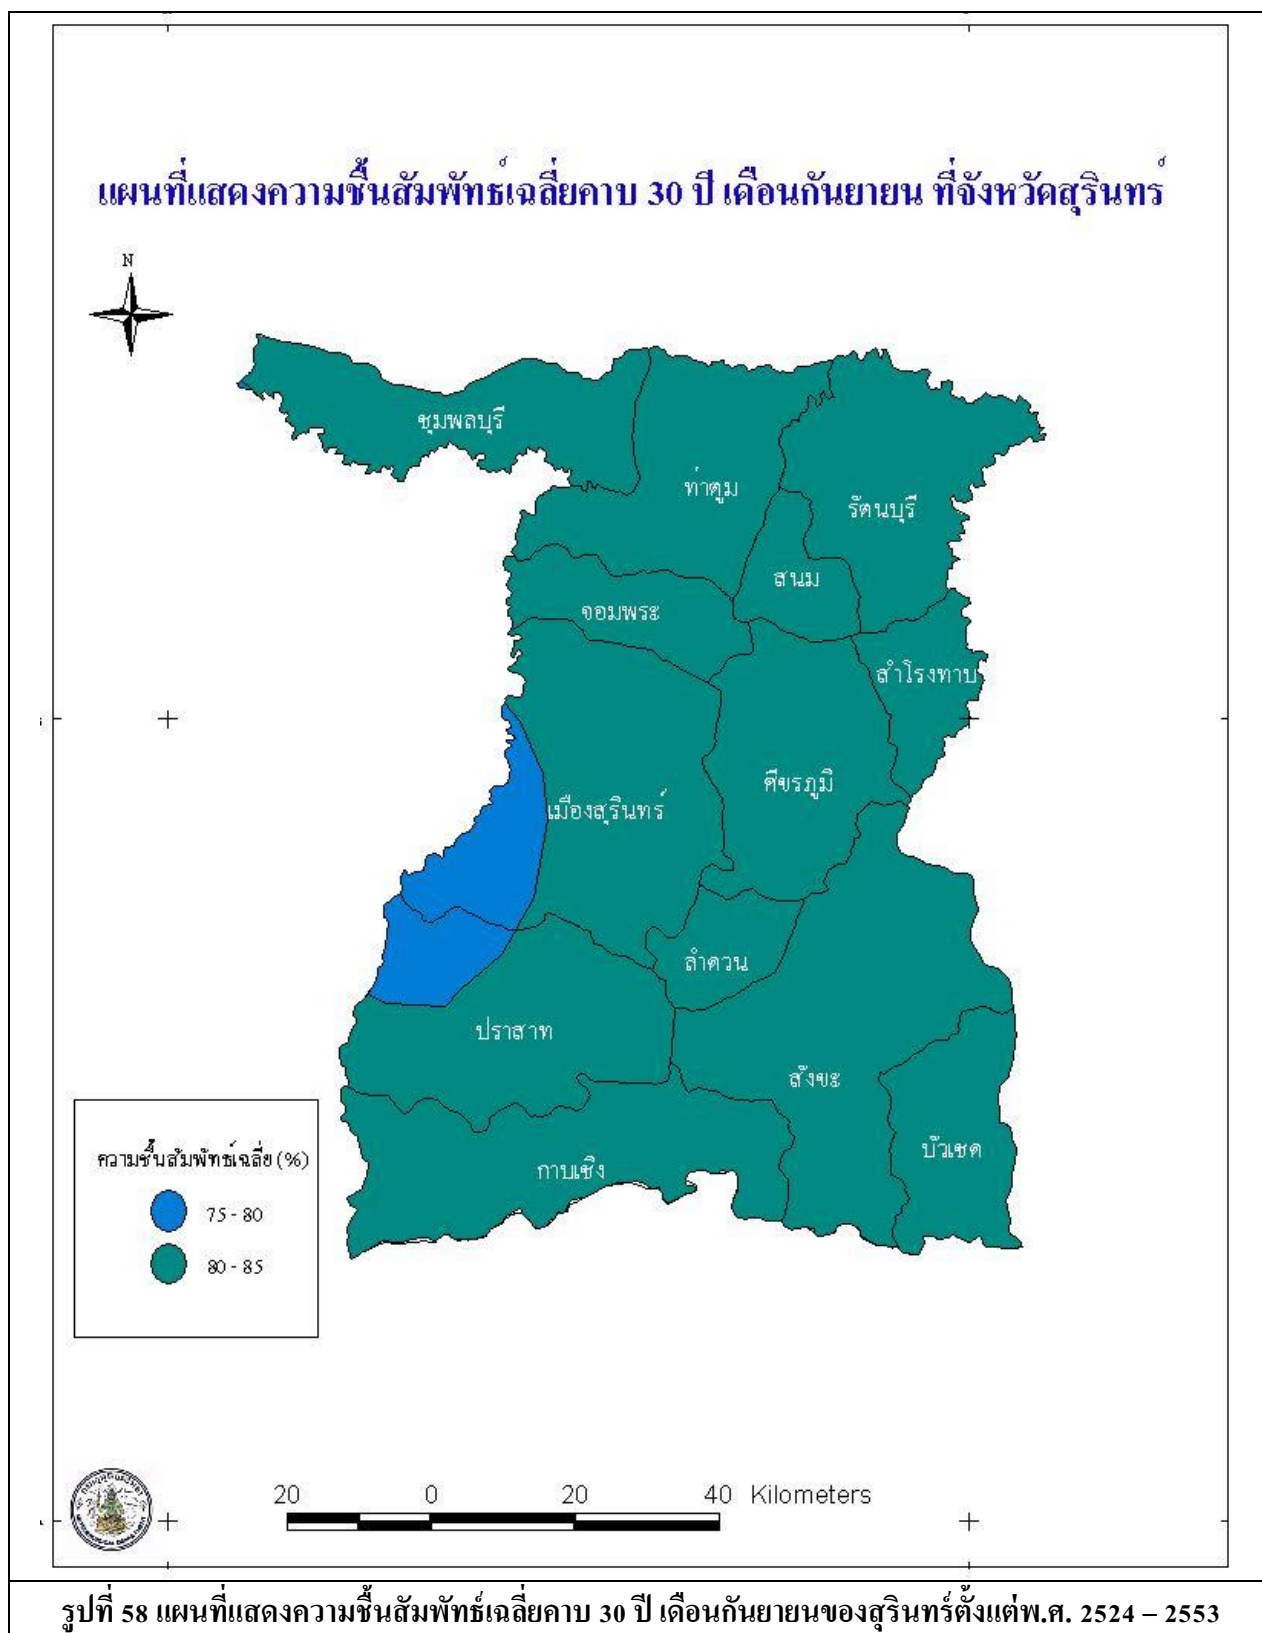 แผนที่แสดงความชื้นสัมพัทธ์เฉลี่ยคาบ 30 ปี เดือนกันยายน ที่จังหวัดสุรินทร์
N
ชุมพลบุรี
ท่าตูม
รัตนบุรี
สนม
จอมพระ
สำโรงทาบ
ศีขรภูมิ
เมืองสุรินทร์
ลำดวน
ปราสาท
สังขะ
บัวเชด
กาบเชิง
ความชื้นสัมพัทธ์เฉลี่ย (%)
75 - 80
80 - 85
20 0 20 40 Kilometers
รูปที่ 58 แผนที่แสดงความชื้นสัมพัทธ์เฉลี่ยคาบ 30 ปี เดือนกันยายนของสุรินทร์ตั้งแต่พ.ศ. 2524 – 2553